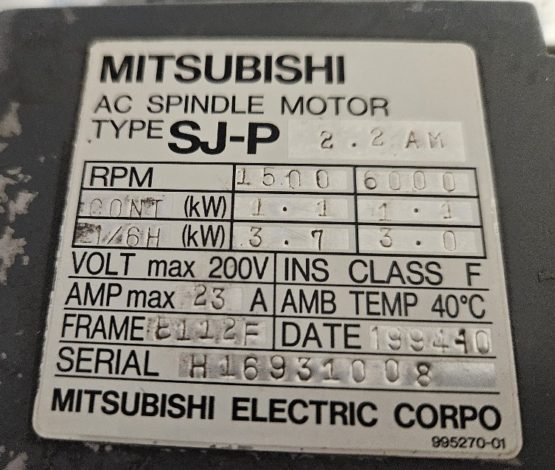 MITSUBISHI
AC SPINDLE MOTOR
TYPE SJ-P 2.2AM
RPM 1500 6000
CONT (kW) 1.1 1.1
1/6H (kW) 3.7 3.0
VOLT max 200V INS CLASS F
AMP max 23 A AMB TEMP 40°C
FRAME DATE
SERIAL H16931008
MITSUBISHI ELECTRIC CORPO
995270-01